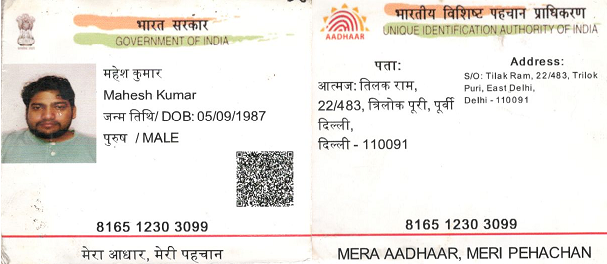 भारत सरकार
GOVERNMENT OF INDIA
महेश कुमार
Mahesh Kumar
जन्म तिथि/ DOB: 05/09/1987
पुरुष / MALE
8165 1230 3099
मेरा आधार, मेरी पहचान
भारतीय विशिष्ट पहचान प्राधिकरण
UNIQUE IDENTIFICATION AUTHORITY OF INDIA
AADHAAR
पता:
आत्मज: तिलक राम,
22/483, त्रिलोक पूरी, पूर्वी
दिल्ली,
दिल्ली - 110091
Address:
S/O: Tilak Ram, 22/483, Trilok
Puri, East Delhi,
Delhi - 110091
8165 1230 3099
MERA AADHAAR, MERI PEHACHAN